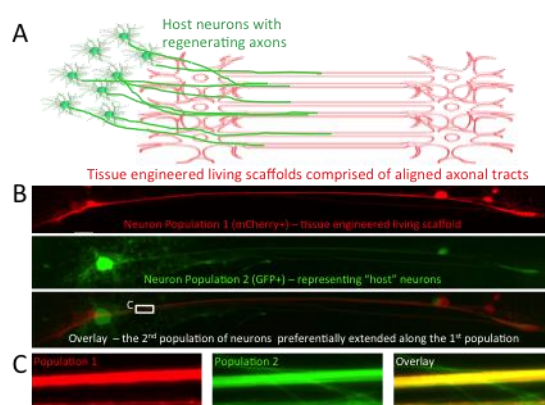 A
Host neurons with
regenerating axons
Tissue engineered living scaffolds comprised of aligned axonal tracts
B
Neuron Population 1 (mCherry+) – tissue engineered living scaffold
Neuron Population 2 (GFP+) – representing "host" neurons
C
Overlay – the 2nd population of neurons preferentially extended along the 1st population
C
Population 1
Population 2
Overlay